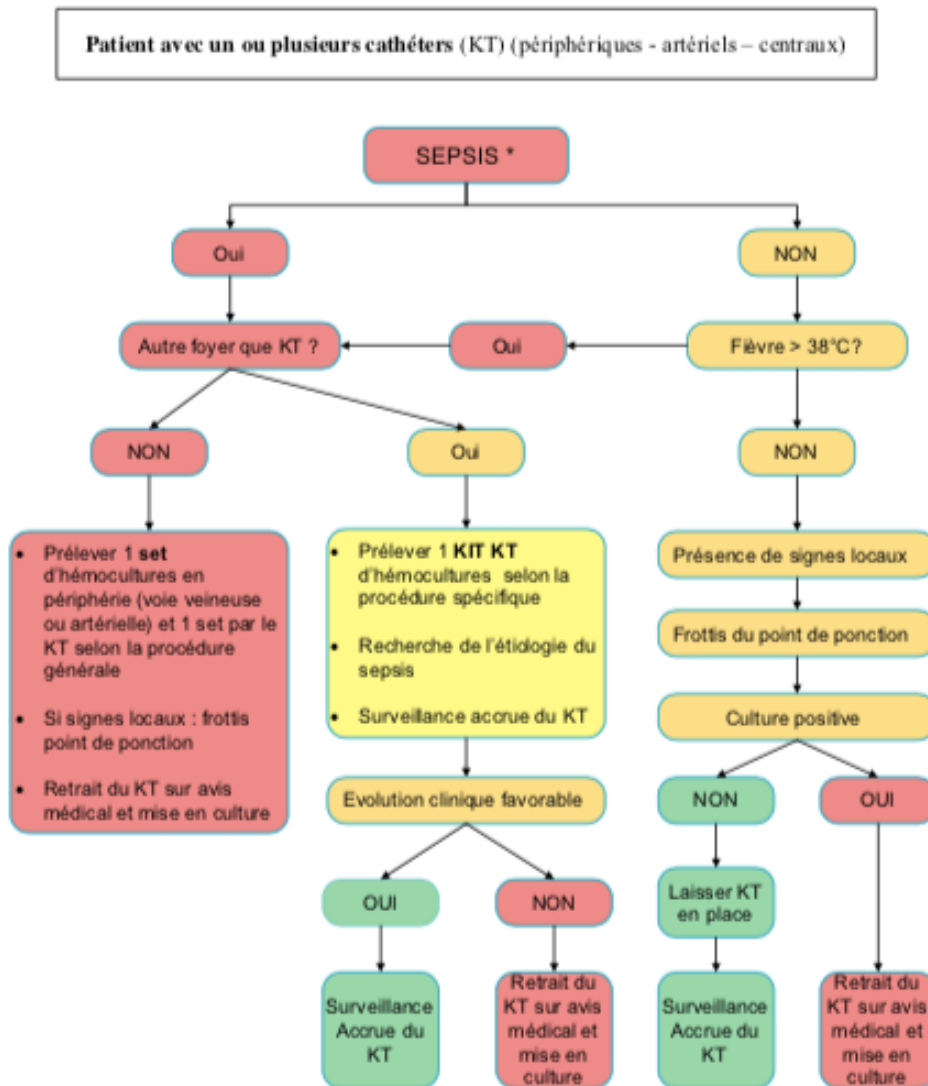 Patient avec un ou plusieurs cathéters (KT) (périphériques - artériels – centraux)
SEPSIS *
Oui
NON
Autre foyer que KT ?
Oui
Fièvre > 38°C?
NON
Oui
NON
• Prélever 1 set
d'hémocultures en
périphérie (voie veineuse
ou artérielle) et 1 set par le
KT selon la procédure
générale
• Si signes locaux : frottis
point de ponction
• Retrait du KT sur avis
médical et mise en culture
• Prélever 1 KIT KT
d'hémocultures selon la
procédure spécifique
• Recherche de l'étiologie du
sepsis
• Surveillance accrue du KT
Présence de signes locaux
Frottis du point de ponction
Culture positive
Evolution clinique favorable
NON
OUI
OUI
NON
Laisser KT
en place
Surveillance
Accrue du
KT
Retrait du
KT sur avis
médical et
mise en
culture
Surveillance
Accrue du
KT
Retrait du
KT sur avis
médical et
mise en
culture